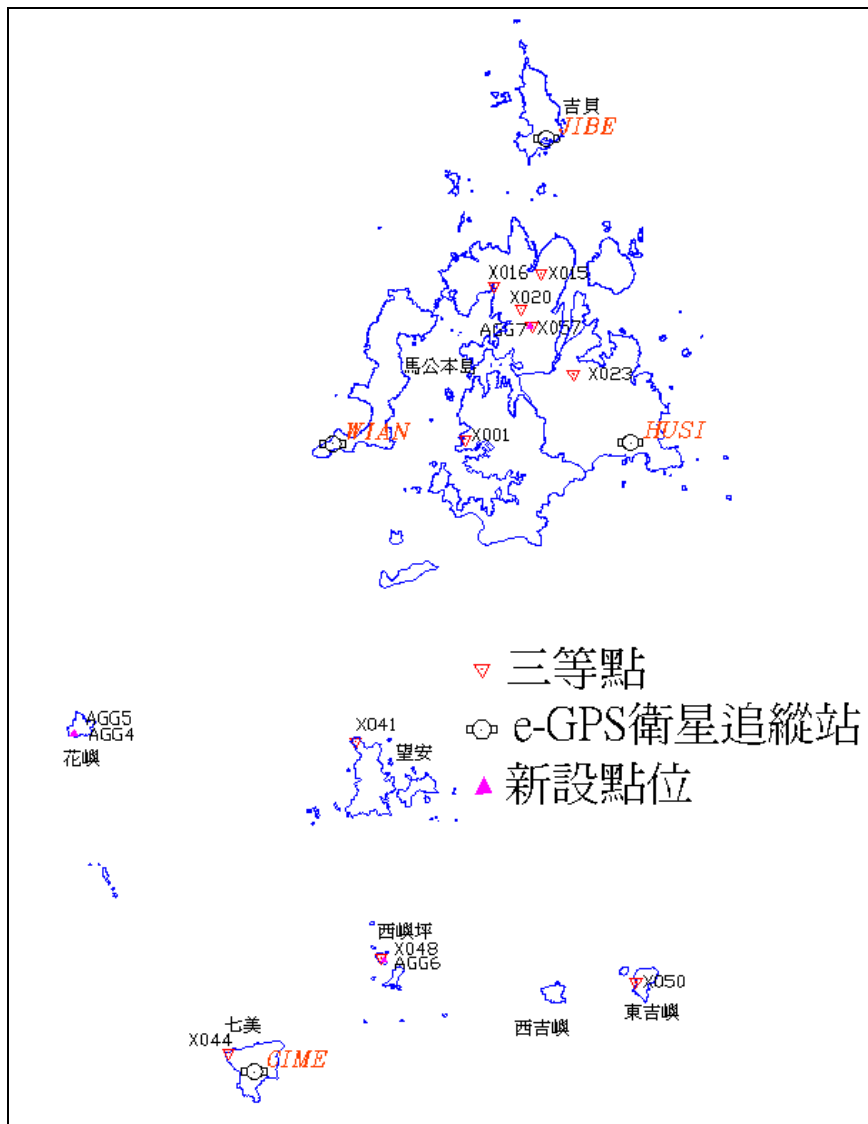 吉貝
JIBE
X016
X015
X020
AGG7
X057
馬公本島
X023
WIAN
X001
HUSI
三等點
e-GPS衛星追縱站
新設點位
AGG5
AGG4
花嶼
X041
望安
西嶼坪
X048
AGG6
X050
西吉嶼
東吉嶼
七美
X044
CIME